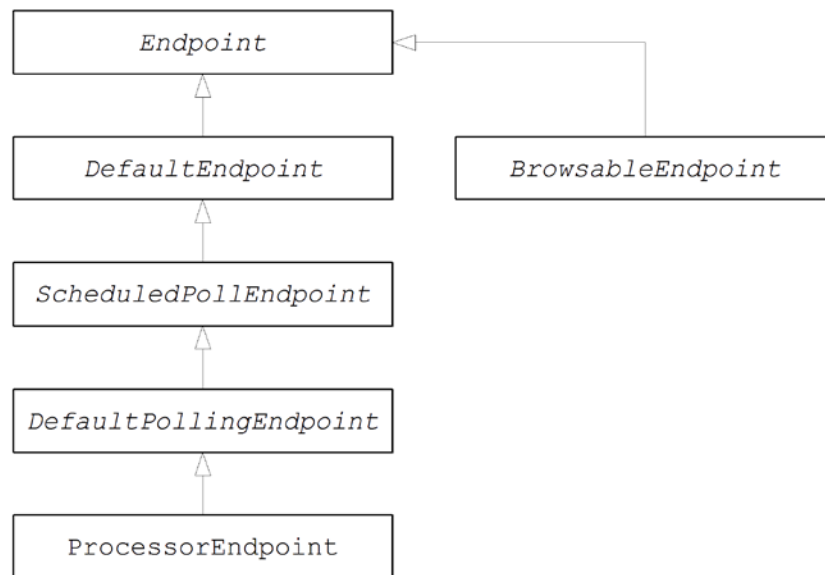 Endpoint
DefaultEndpoint
BrowsableEndpoint
ScheduledPollEndpoint
DefaultPollingEndpoint
ProcessorEndpoint